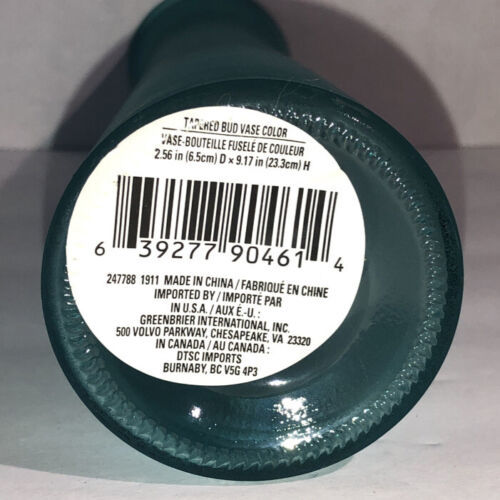 TAPERED BUD VASE COLOR
VASE-BOUTEILLE FUSELÉ DE COULEUR
2.56 in (6.5cm) D x 9.17 in (23.3cm) H
6 39277 90461 4
247788 1911 MADE IN CHINA / FABRIQUÉ EN CHINE
IMPORTED BY / IMPORTÉ PAR
IN U.S.A. / AUX É.-U. :
GREENBRIER INTERNATIONAL, INC.
500 VOLVO PARKWAY, CHESAPEAKE, VA 23320
IN CANADA / AU CANADA :
DTSC IMPORTS
BURNABY, BC V5G 4P3